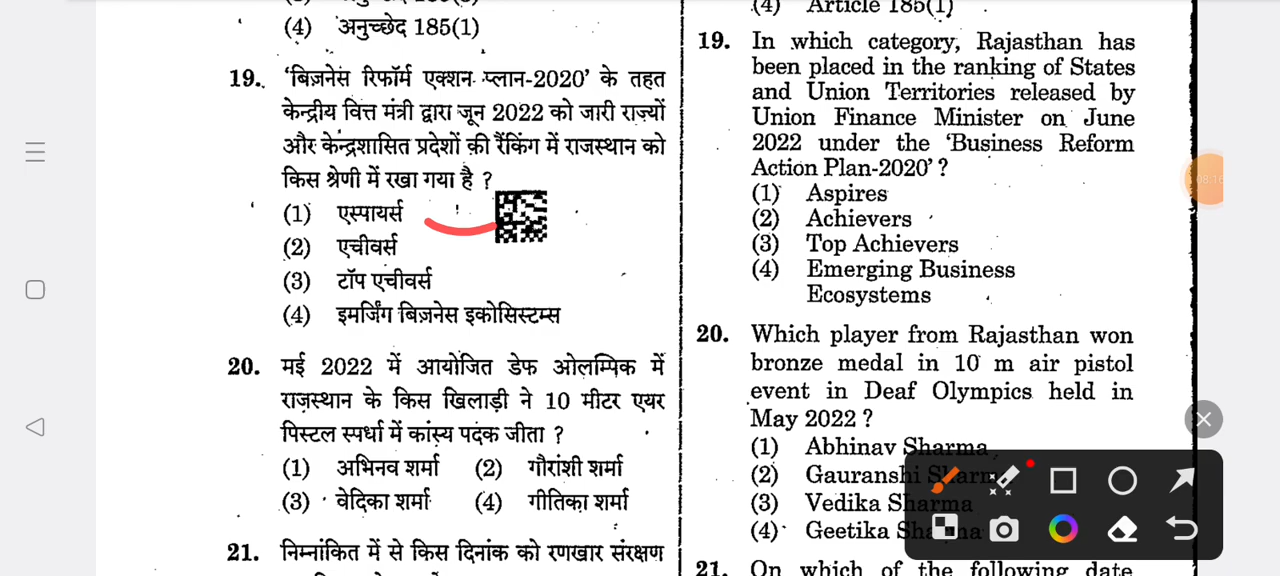 (4) अनुच्छेद 185(1)
19. 'बिज़नेस रिफॉर्म एक्शन प्लान-2020' के तहत
केन्द्रीय वित्त मंत्री द्वारा जून 2022 को जारी राज्यों
और केन्द्रशासित प्रदेशों की रैंकिंग में राजस्थान को
किस श्रेणी में रखा गया है ?
(1) एस्पायर्स
(2) एचीवर्स
(3) टॉप एचीवर्स
(4) इमर्जिंग बिज़नेस इकोसिस्टम्स
20. मई 2022 में आयोजित डेफ ओलम्पिक में
राजस्थान के किस खिलाड़ी ने 10 मीटर एयर
पिस्टल स्पर्धा में कांस्य पदक जीता ?
(1) अभिनव शर्मा (2) गौरांशी शर्मा
(3) वेदिका शर्मा (4) गीतिका शर्मा
21. निम्नांकित में से किस दिनांक को रणखार संरक्षण
(4) Article 185(1)
19. In which category, Rajasthan has
been placed in the ranking of States
and Union Territories released by
Union Finance Minister on June
2022 under the 'Business Reform
Action Plan-2020' ?
(1) Aspires
(2) Achievers
(3) Top Achievers
(4) Emerging Business
Ecosystems
20. Which player from Rajasthan won
bronze medal in 10 m air pistol
event in Deaf Olympics held in
May 2022 ?
(1) Abhinav Sharma
(2) Gauranshi Sharma
(3) Vedika Sharma
(4) Geetika Sharma
21. On which of the following date
08:16